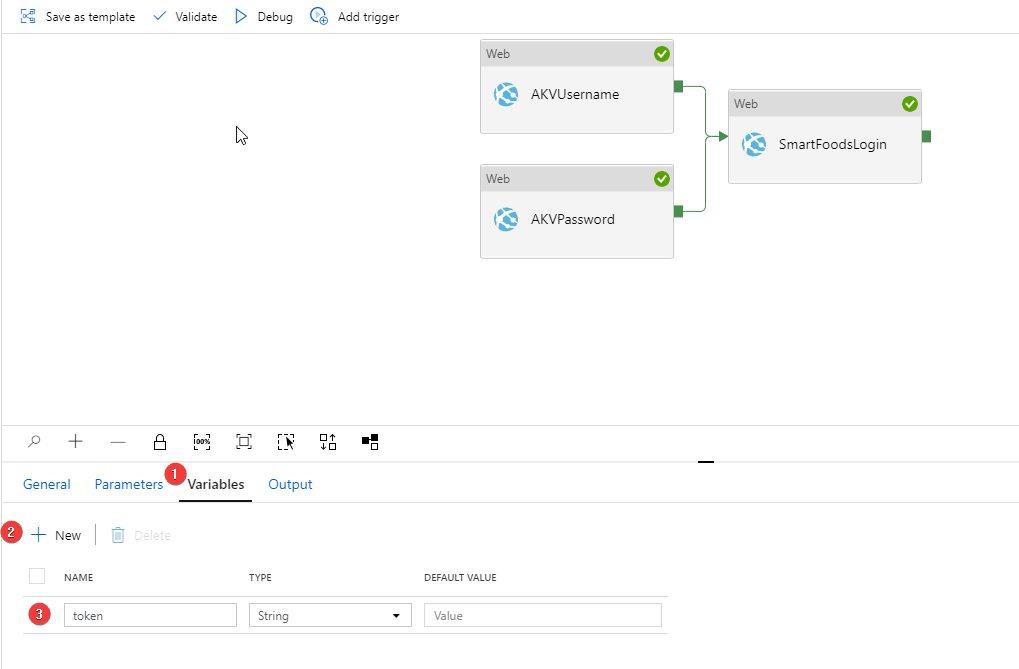 Save as template Validate Debug Add trigger
Web
AKVUsername
Web
SmartFoodsLogin
Web
AKVPassword
100%
General Parameters 1 Variables Output
2 New Delete
NAME TYPE DEFAULT VALUE
3 token String Value